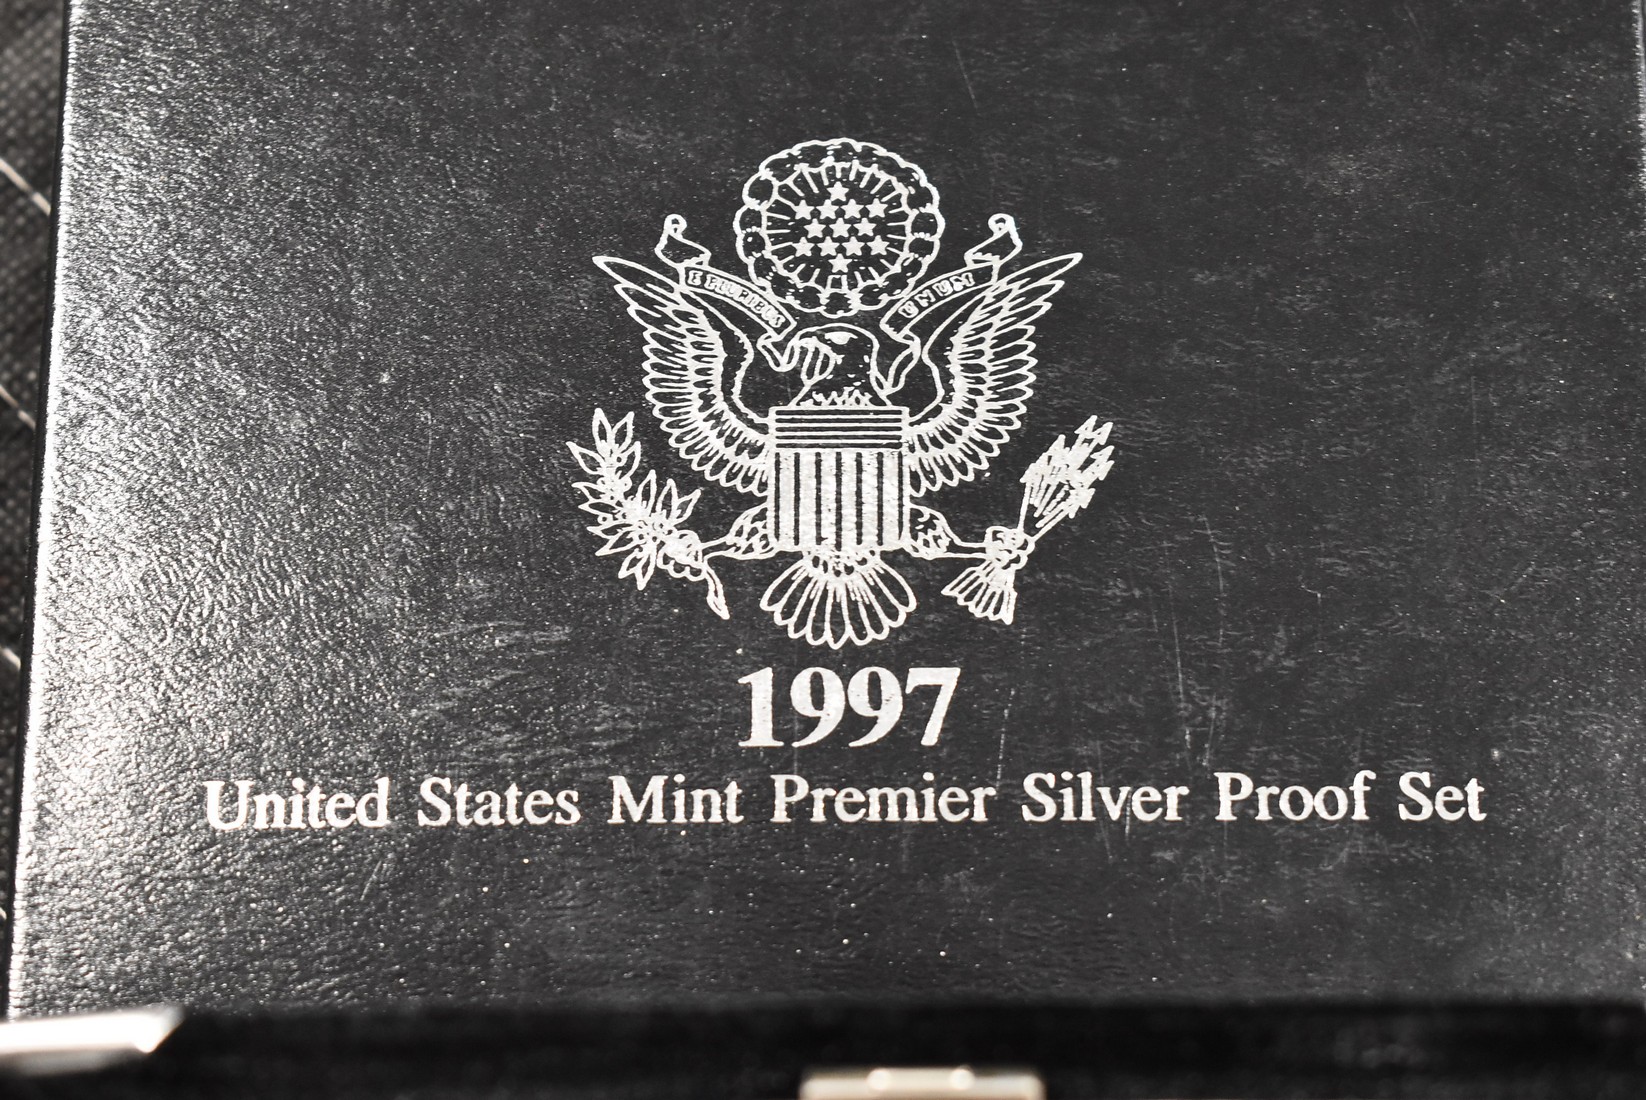 E PLURIBUS UNUM
1997
United States Mint Premier Silver Proof Set